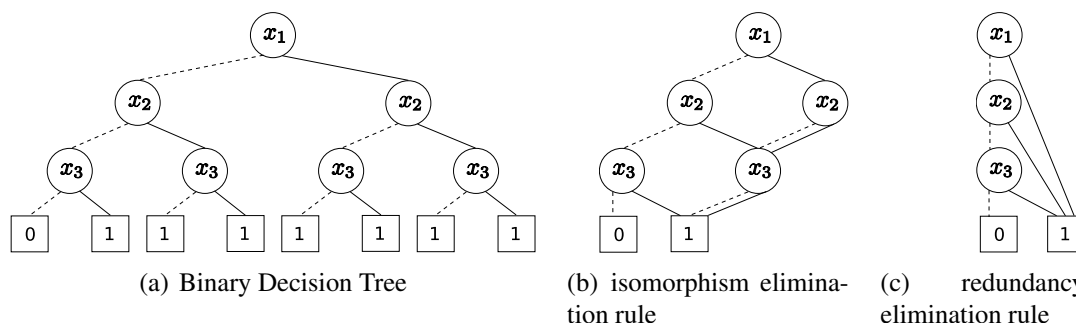 x₁ x₁ x₁
x₂ x₂ x₂ x₂ x₂
x₃ x₃ x₃ x₃ x₃ x₃ x₃
0 1 1 1 1 1 1 1 0 1 0 1
(a) Binary Decision Tree (b) isomorphism elimina- (c) redundancy
tion rule elimination rule